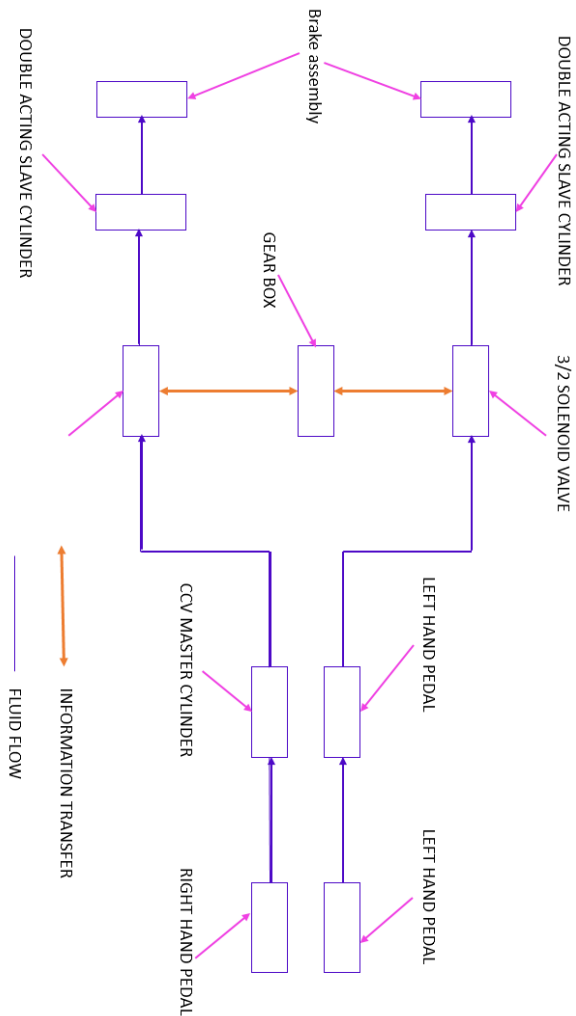 Brake assembly
DOUBLE ACTING SLAVE CYLINDER
DOUBLE ACTING SLAVE CYLINDER
GEAR BOX
3/2 SOLENOID VALVE
CCV MASTER CYLINDER
LEFT HAND PEDAL
RIGHT HAND PEDAL
LEFT HAND PEDAL
INFORMATION TRANSFER
FLUID FLOW